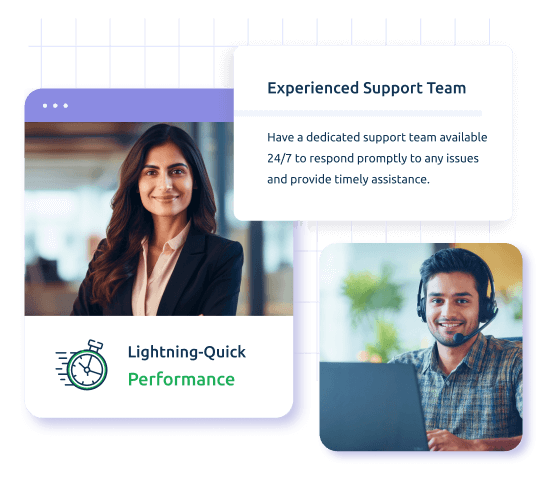 Experienced Support Team
Have a dedicated support team available
24/7 to respond promptly to any issues
and provide timely assistance.
Lightning-Quick
Performance